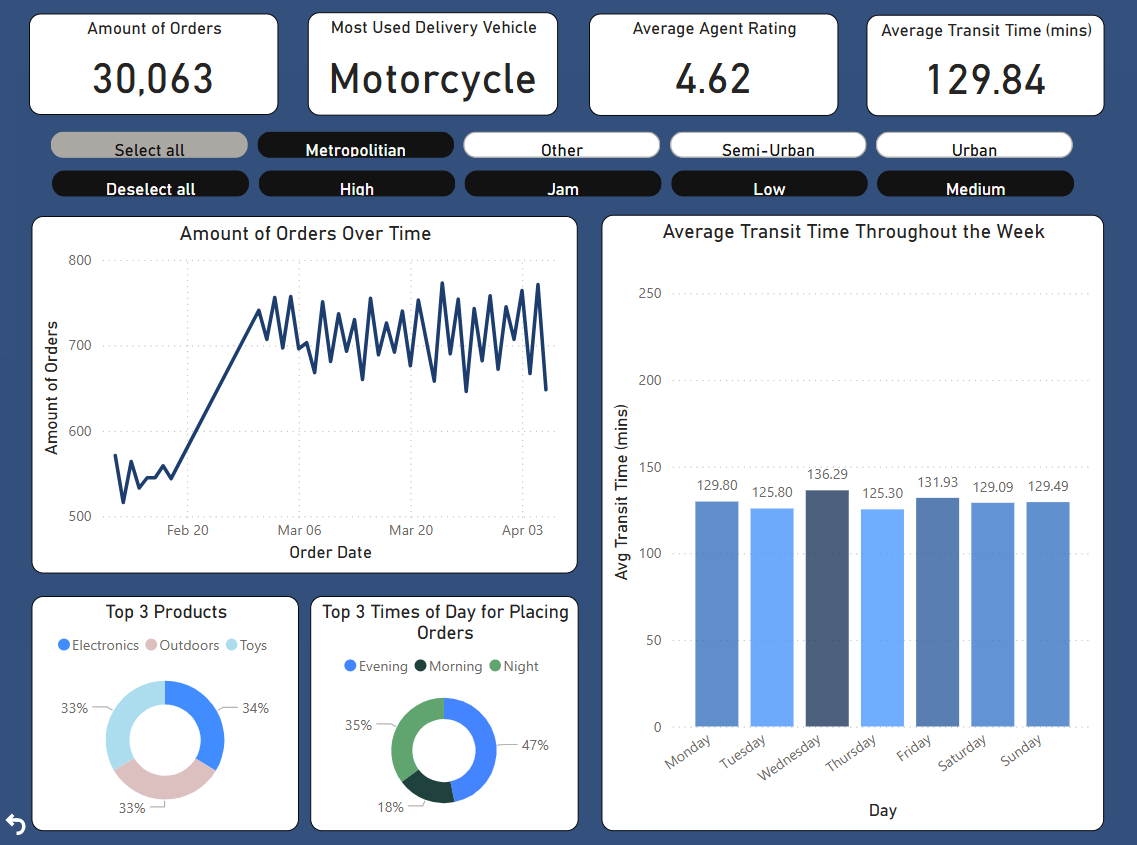 Amount of Orders
30,063
Most Used Delivery Vehicle
Motorcycle
Average Agent Rating
4.62
Average Transit Time (mins)
129.84
Select all
Metropolitian
Other
Semi-Urban
Urban
Deselect all
High
Jam
Low
Medium
Amount of Orders Over Time
800
700
600
500
Amount of Orders
Feb 20
Mar 06
Mar 20
Apr 03
Order Date
Average Transit Time Throughout the Week
250
200
150
100
50
0
Avg Transit Time (mins)
129.80
125.80
136.29
125.30
131.93
129.09
129.49
Monday
Tuesday
Wednesday
Thursday
Friday
Saturday
Sunday
Day
Top 3 Products
Electronics
Outdoors
Toys
33%
34%
33%
Top 3 Times of Day for Placing
Orders
Evening
Morning
Night
35%
47%
18%